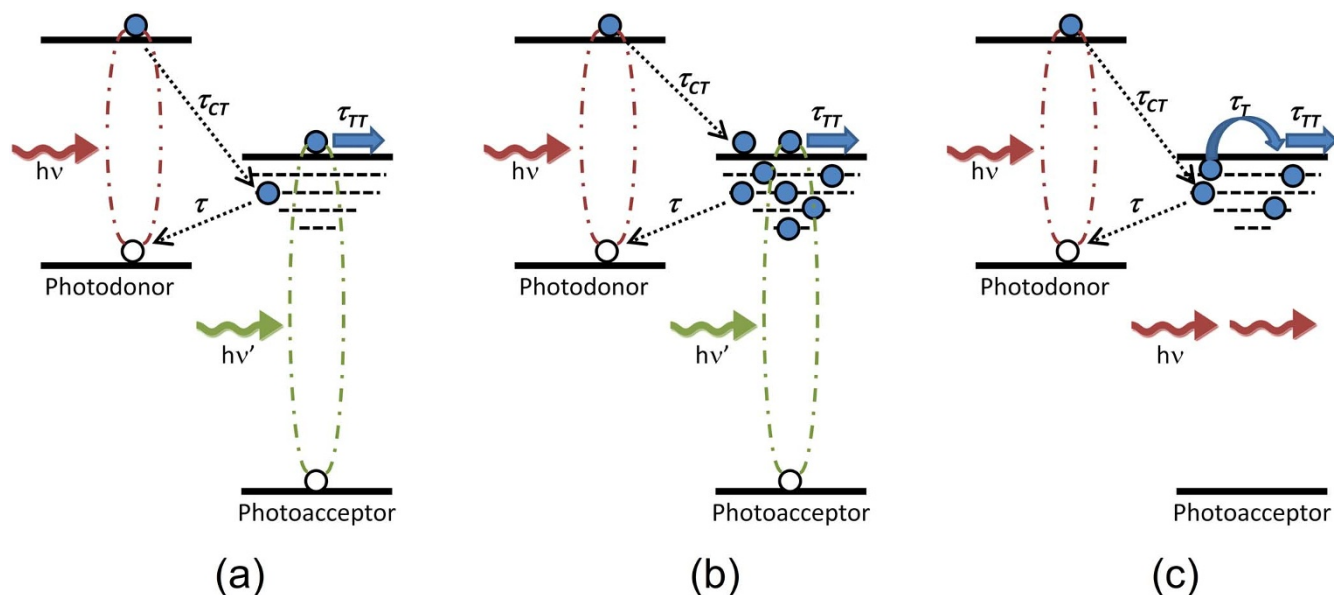 τCT
τTT
hν
τ
Photodonor
hν'
Photoacceptor
(a)
τCT
τTT
hν
τ
Photodonor
hν'
Photoacceptor
(b)
τCT
τT
τTT
hν
τ
Photodonor
hν
Photoacceptor
(c)